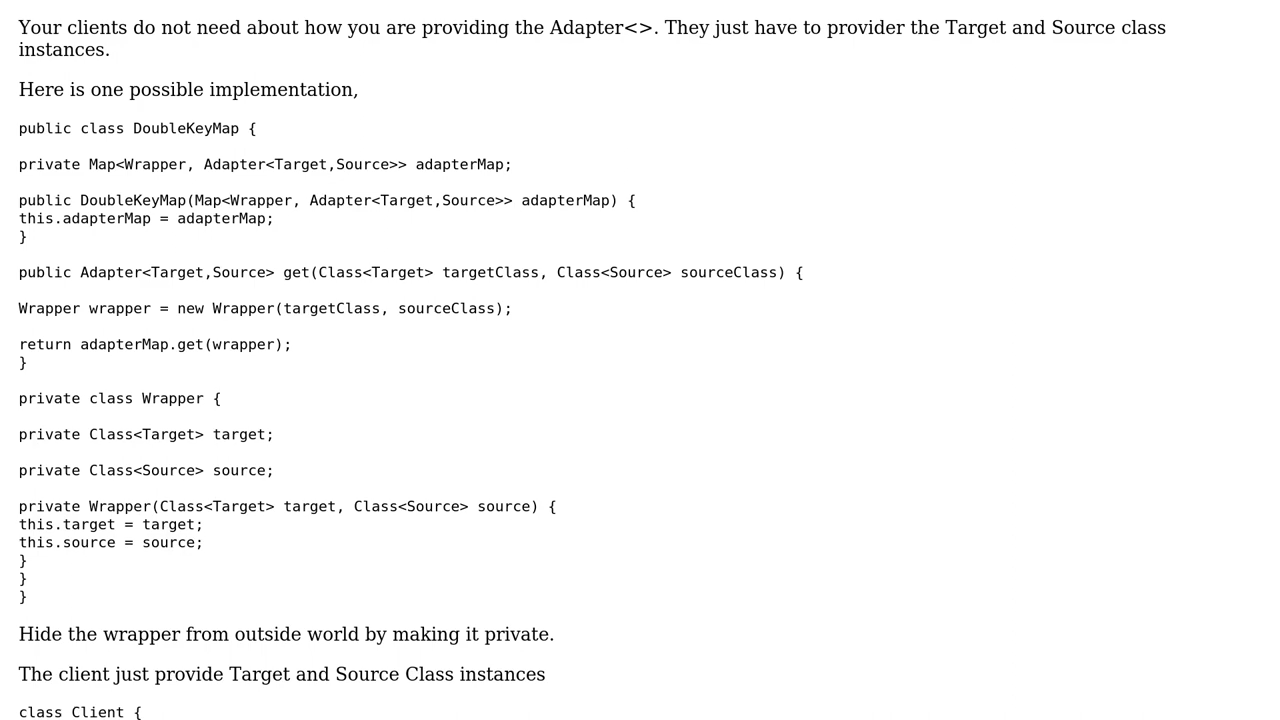 Your clients do not need about how you are providing the Adapter<>. They just have to provider the Target and Source class
instances.
Here is one possible implementation,
public class DoubleKeyMap {
private Map<Wrapper, Adapter<Target,Source>> adapterMap;
public DoubleKeyMap(Map<Wrapper, Adapter<Target,Source>> adapterMap) {
this.adapterMap = adapterMap;
}
public Adapter<Target,Source> get(Class<Target> targetClass, Class<Source> sourceClass) {
Wrapper wrapper = new Wrapper(targetClass, sourceClass);
return adapterMap.get(wrapper);
}
private class Wrapper {
private Class<Target> target;
private Class<Source> source;
private Wrapper(Class<Target> target, Class<Source> source) {
this.target = target;
this.source = source;
}
}
}
Hide the wrapper from outside world by making it private.
The client just provide Target and Source Class instances
class Client {